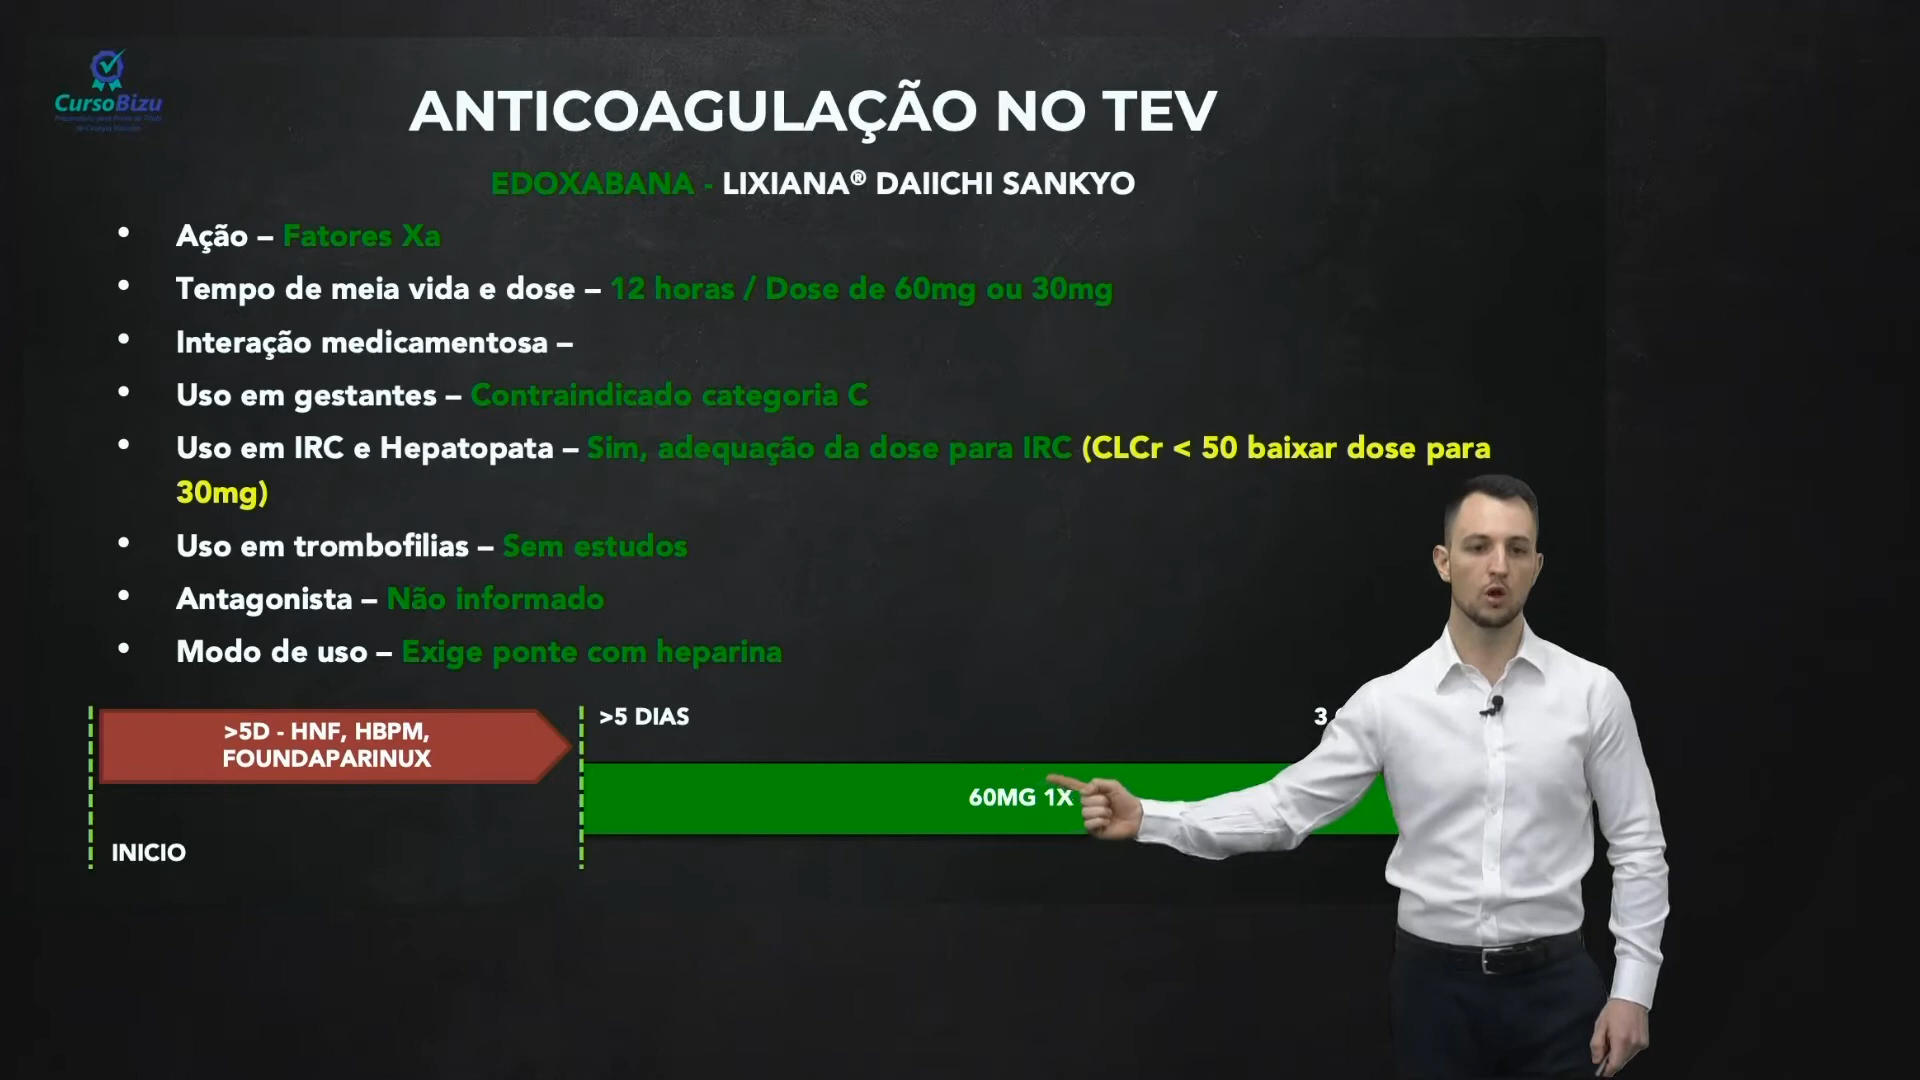 CursoBizu
ANTICOAGULAÇÃO NO TEV
EDOXABANA - LIXIANA® DAIICHI SANKYO
• Ação – Fatores Xa
• Tempo de meia vida e dose – 12 horas / Dose de 60mg ou 30mg
• Interação medicamentosa –
• Uso em gestantes – Contraindicado categoria C
• Uso em IRC e Hepatopata – Sim, adequação da dose para IRC (CLCr < 50 baixar dose para
30mg)
• Uso em trombofilias – Sem estudos
• Antagonista – Não informado
• Modo de uso – Exige ponte com heparina
>5D - HNF, HBPM,
FOUNDAPARINUX
>5 DIAS
3
60MG 1X
INICIO